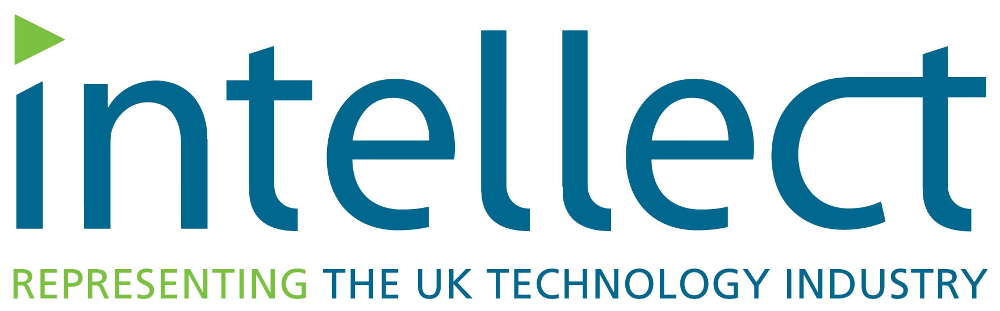 intellect
REPRESENTING THE UK TECHNOLOGY INDUSTRY